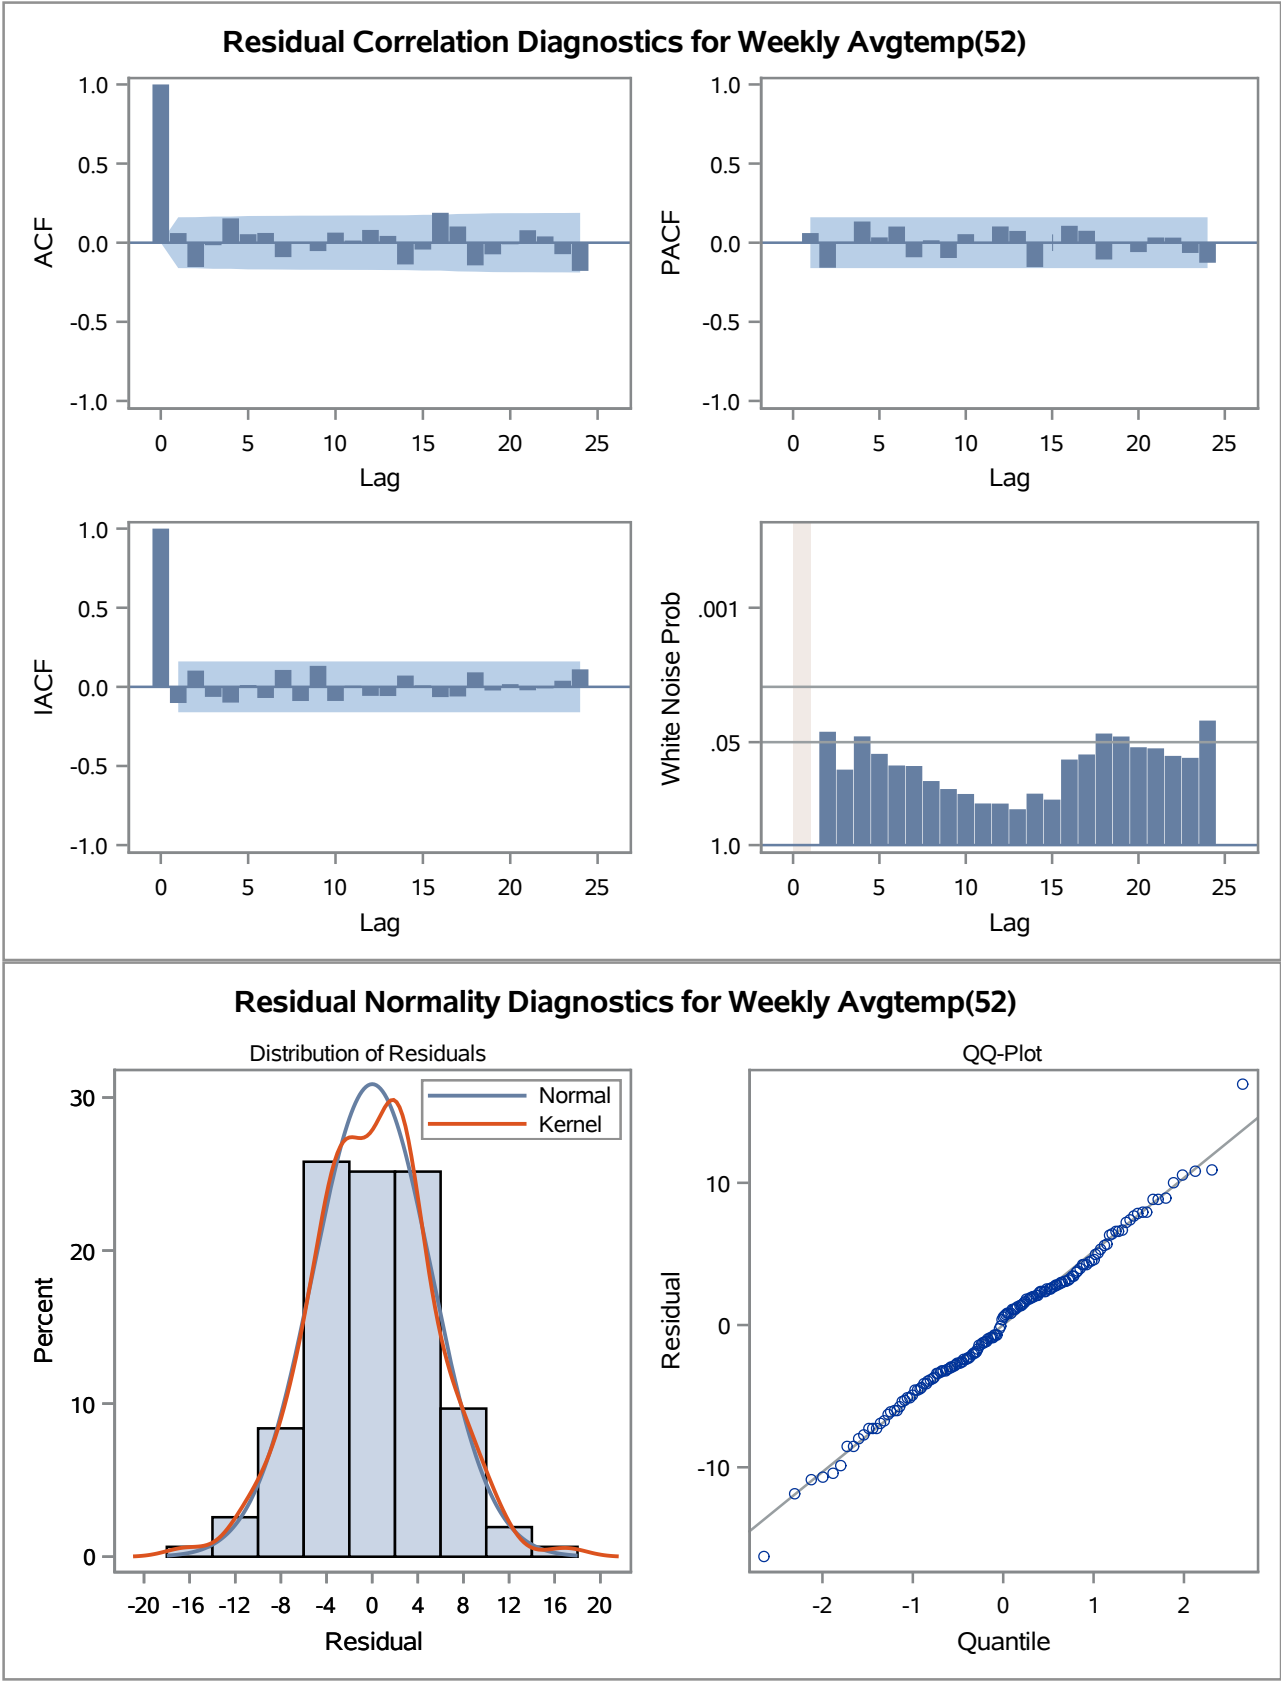 Residual Correlation Diagnostics for Weekly Avgtemp(52)
1.0
0.5
0.0
-0.5
-1.0
ACF
0 5 10 15 20 25
Lag
1.0
0.5
0.0
-0.5
-1.0
PACF
0 5 10 15 20 25
Lag
1.0
0.5
0.0
-0.5
-1.0
IACF
0 5 10 15 20 25
Lag
.001
.05
1.0
White Noise Prob
0 5 10 15 20 25
Lag
Residual Normality Diagnostics for Weekly Avgtemp(52)
Distribution of Residuals
30
20
10
0
Percent
Normal
Kernel
-20 -16 -12 -8 -4 0 4 8 12 16 20
Residual
QQ-Plot
10
0
-10
Residual
-2 -1 0 1 2
Quantile